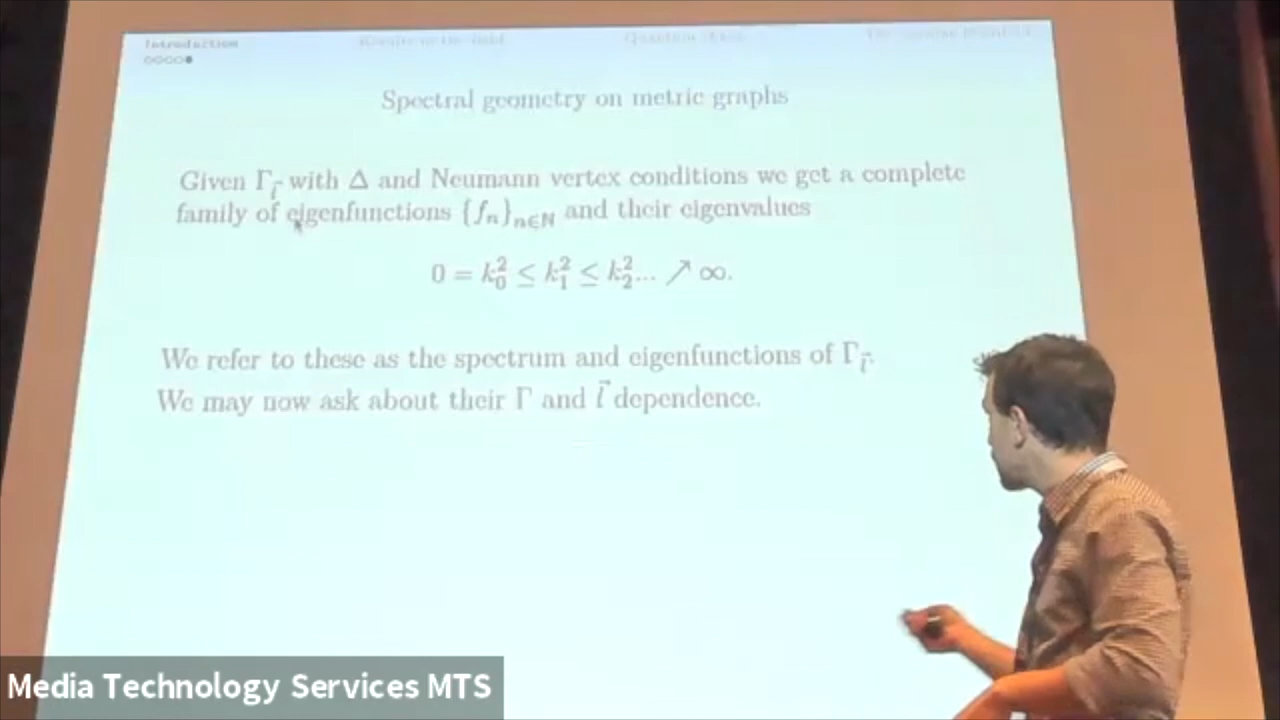 Introduction
Spectral geometry on metric graphs
Given Γ_l⃗ with Δ and Neumann vertex conditions we get a complete
family of eigenfunctions {f_n}_{n∈ℕ} and their eigenvalues
0 = k_0^2 ≤ k_1^2 ≤ k_2^2... ↗ ∞.
We refer to these as the spectrum and eigenfunctions of Γ_l⃗.
We may now ask about their Γ and l⃗ dependence.
Media Technology Services MTS